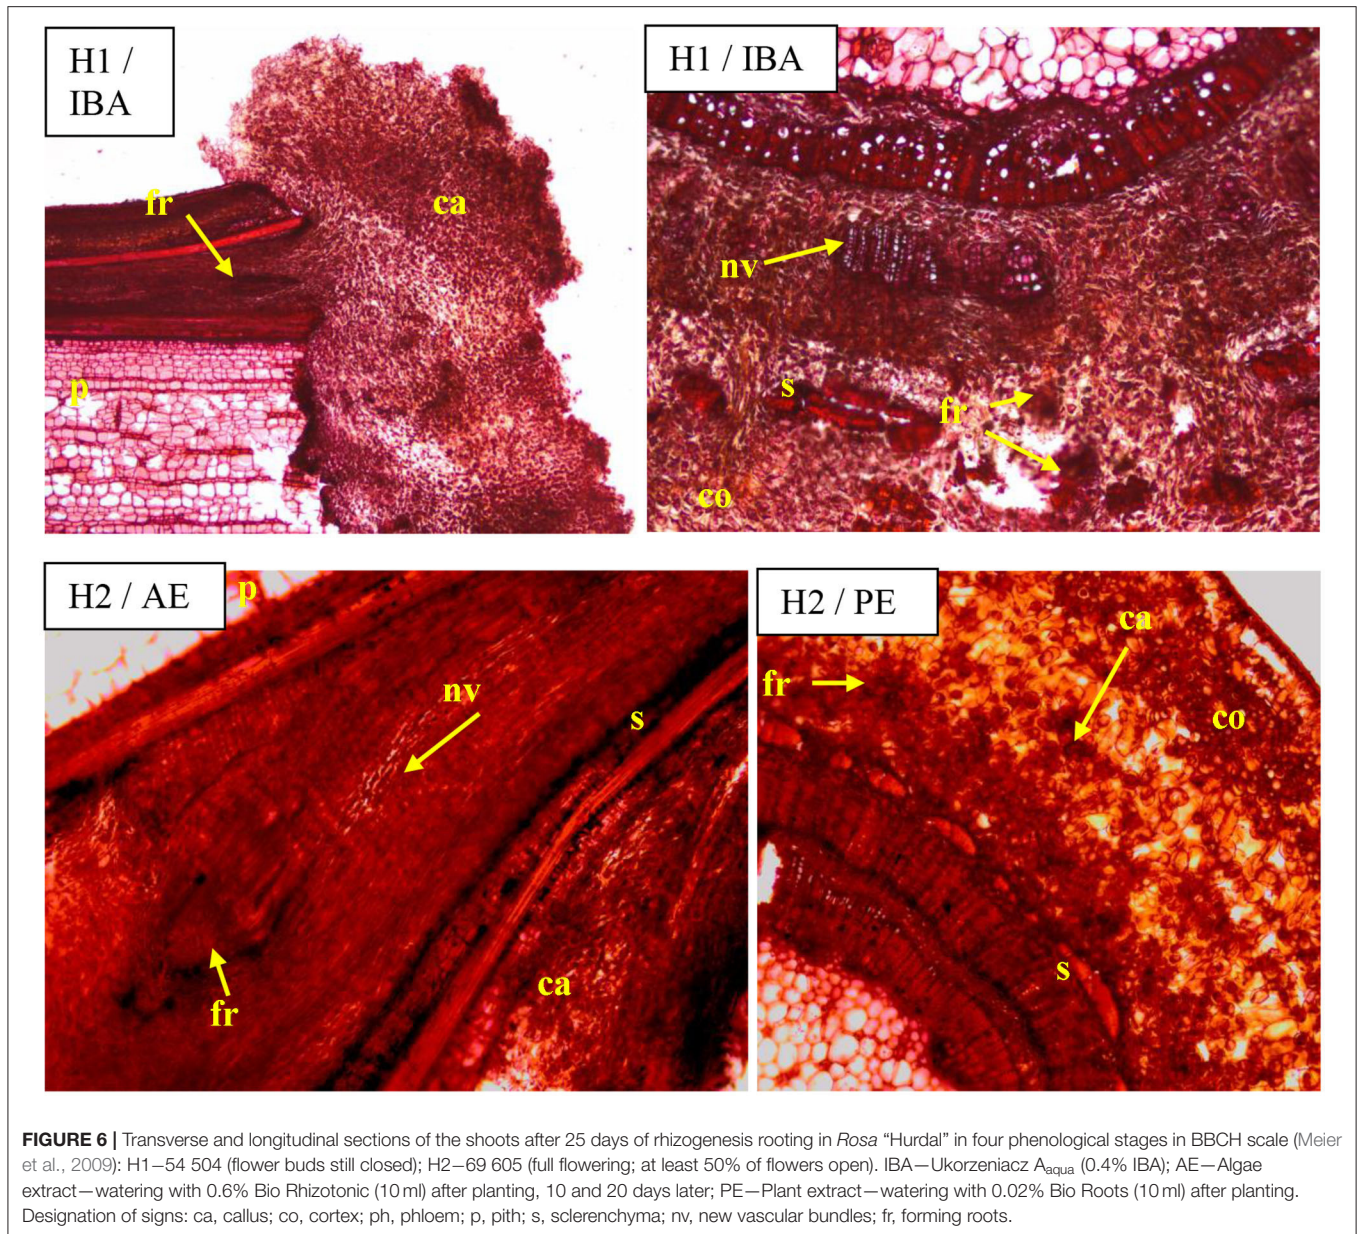 H1 /
IBA
fr
ca
p
H1 / IBA
nv
s
fr
co
H2 / AE
p
nv
s
fr
ca
H2 / PE
ca
fr
co
s
FIGURE 6 | Transverse and longitudinal sections of the shoots after 25 days of rhizogenesis rooting in Rosa “Hurdal” in four phenological stages in BBCH scale (Meier
et al., 2009): H1–54 504 (flower buds still closed); H2–69 605 (full flowering; at least 50% of flowers open). IBA—Ukorzeniacz Aaqua (0.4% IBA); AE—Algae
extract—watering with 0.6% Bio Rhizotonic (10 ml) after planting, 10 and 20 days later; PE—Plant extract—watering with 0.02% Bio Roots (10 ml) after planting.
Designation of signs: ca, callus; co, cortex; ph, phloem; p, pith; s, sclerenchyma; nv, new vascular bundles; fr, forming roots.